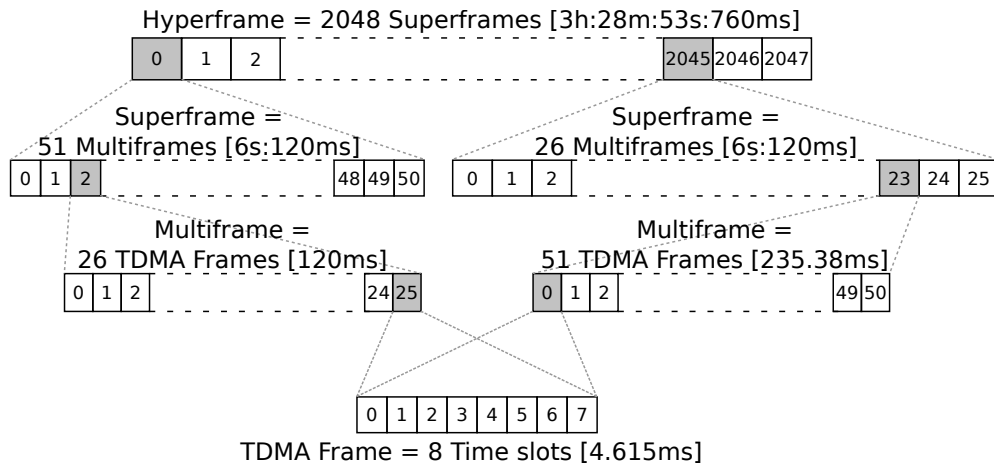 Hyperframe = 2048 Superframes [3h:28m:53s:760ms]
0 1 2 2045 2046 2047
Superframe =
51 Multiframes [6s:120ms]
Superframe =
26 Multiframes [6s:120ms]
0 1 2 48 49 50
0 1 2 23 24 25
Multiframe =
26 TDMA Frames [120ms]
Multiframe =
51 TDMA Frames [235.38ms]
0 1 2 24 25
0 1 2 49 50
0 1 2 3 4 5 6 7
TDMA Frame = 8 Time slots [4.615ms]